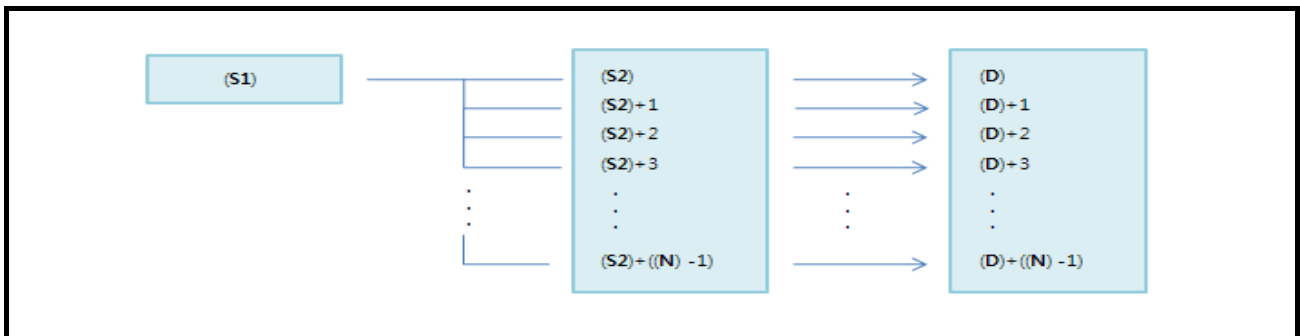 (S1)
(S2)
(D)
(S2)+1
(D)+1
(S2)+2
(D)+2
(S2)+3
(D)+3
(S2)+((N) -1)
(D)+((N) -1)